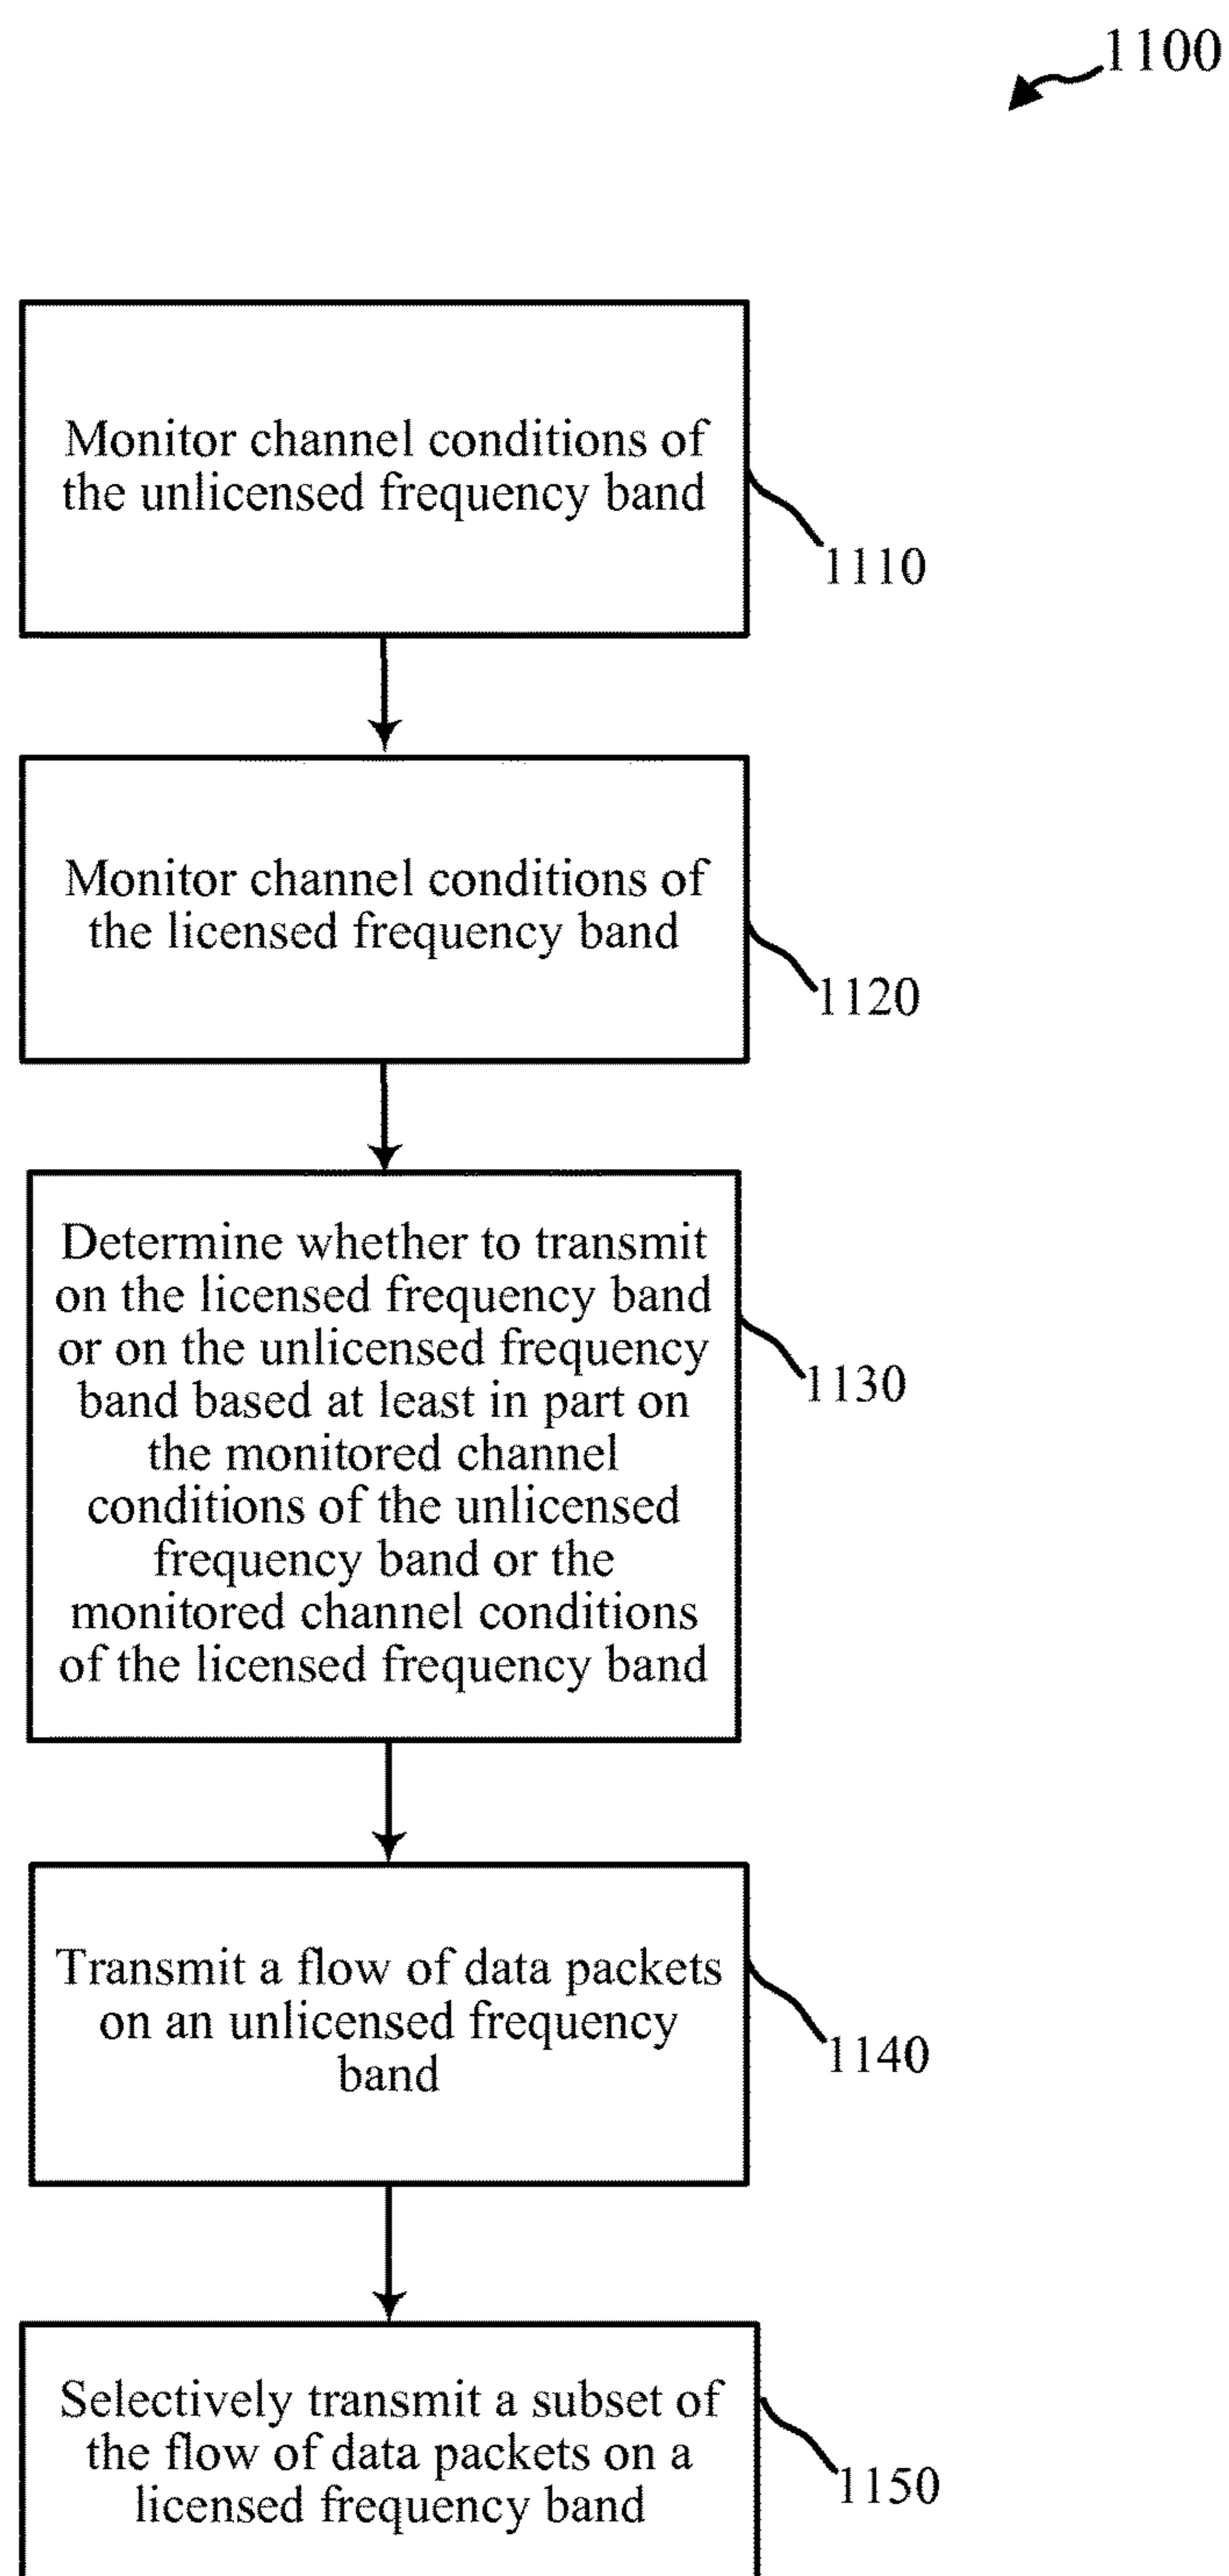 1100
Monitor channel conditions of
the unlicensed frequency band
1110
Monitor channel conditions of
the licensed frequency band
1120
Determine whether to transmit
on the licensed frequency band
or on the unlicensed frequency
band based at least in part on
the monitored channel
conditions of the unlicensed
frequency band or the
monitored channel conditions
of the licensed frequency band
1130
Transmit a flow of data packets
on an unlicensed frequency
band
1140
Selectively transmit a subset of
the flow of data packets on a
licensed frequency band
1150